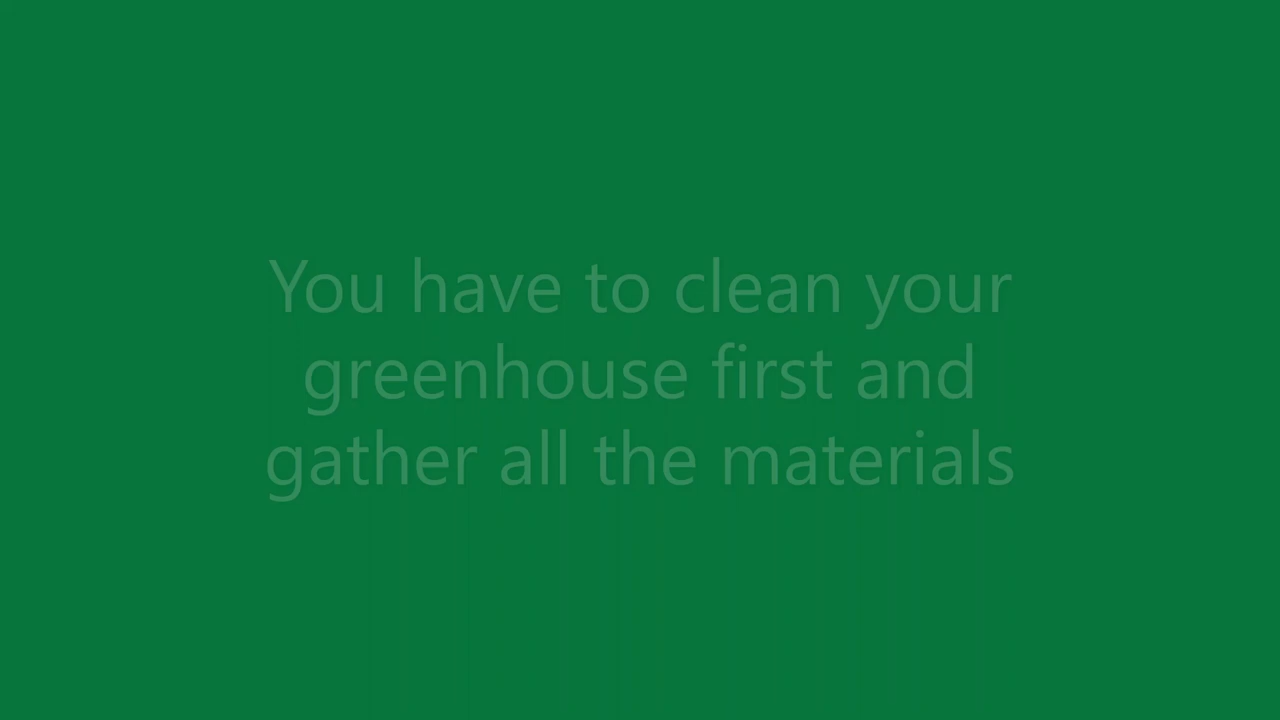 You have to clean your
greenhouse first and
gather all the materials